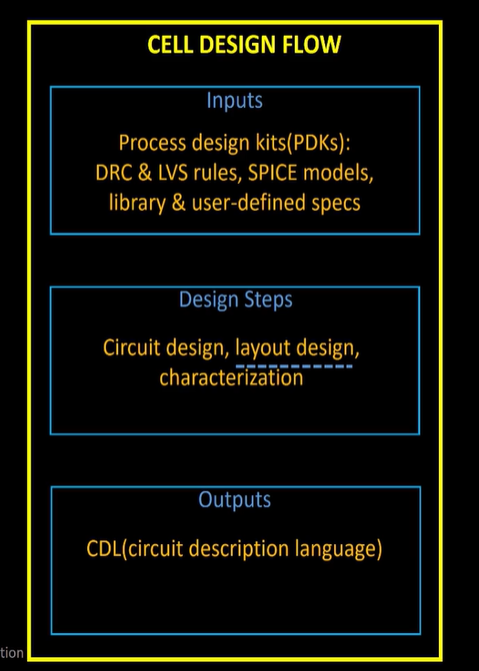 CELL DESIGN FLOW
Inputs
Process design kits(PDKs):
DRC & LVS rules, SPICE models,
library & user-defined specs
Design Steps
Circuit design, layout design,
characterization
Outputs
CDL(circuit description language)
tion